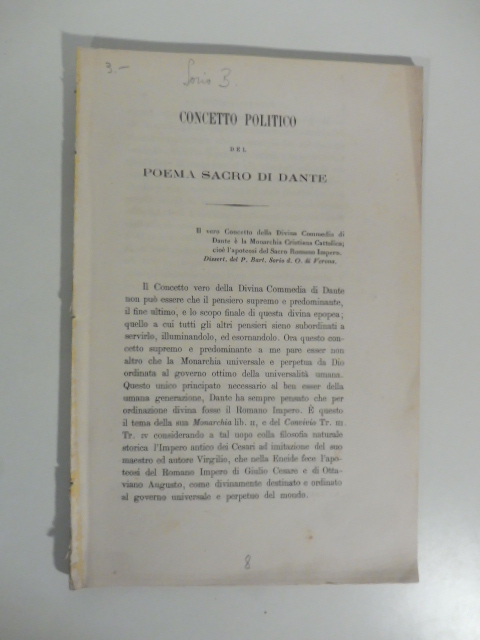 3.–
Sorio B.
CONCETTO POLITICO
DEL
POEMA SACRO DI DANTE
Il vero Concetto della Divina Commedia di
Dante è la Monarchia Cristiana Cattolica;
cioè l'apoteosi del Sacro Romano Impero.
Dissert. del P. Bart. Sorio d. O. di Verona.
Il Concetto vero della Divina Commedia di Dante
non può essere che il pensiero supremo e predominante,
il fine ultimo, e lo scopo finale di questa divina epopea;
quello a cui tutti gli altri pensieri sieno subordinati a
servirlo, illuminandolo, ed esornandolo. Ora questo con-
cetto supremo e predominante a me pare esser non
altro che la Monarchia universale e perpetua da Dio
ordinata al governo ottimo della universalità umana.
Questo unico principato neccesario al ben esser della
umana generazione, Dante ha sempre pensato che per
ordinazione divina fosse il Romano Impero. È questo
il tema della sua Monarchia lib. II, e del Convicio Tr. III
Tr. IV considerando a tal uopo colla filosofia naturale
storica l'Impero antico dei Cesari ad imitazione del suo
maestro ed autore Virgilio, che nella Eneide fece l'apo-
teosi del Romano Impero di Giulio Cesare e di Otta-
viano Augusto, come divinamente destinato e ordinato
al governo universale e perpetuo del mondo.
8